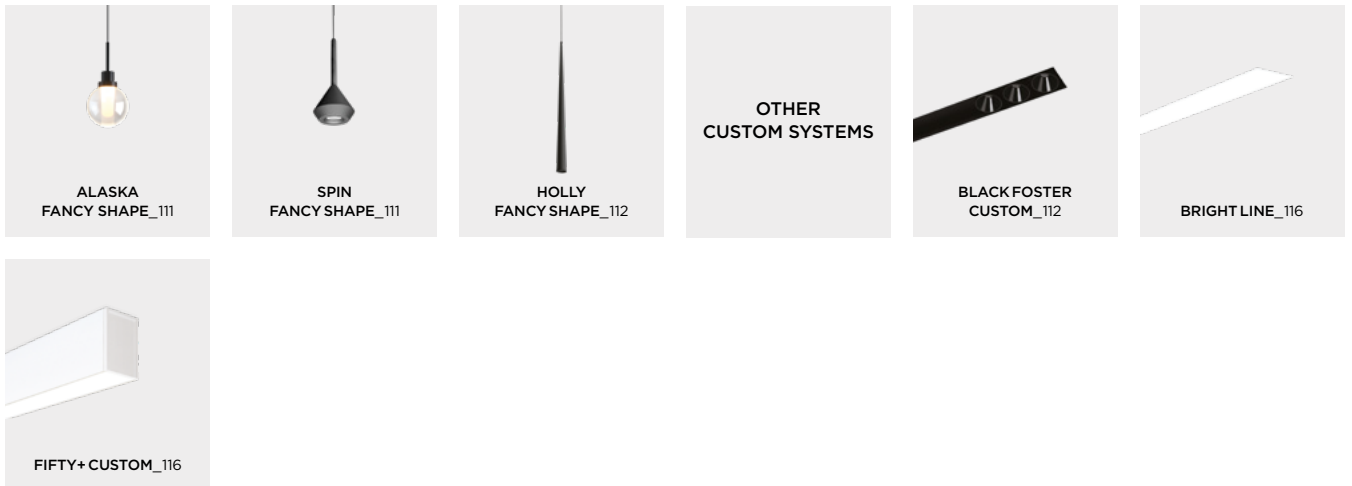 ALASKA
FANCY SHAPE_111
SPIN
FANCY SHAPE_111
HOLLY
FANCY SHAPE_112
OTHER
CUSTOM SYSTEMS
BLACK FOSTER
CUSTOM_112
BRIGHT LINE_116
FIFTY+ CUSTOM_116